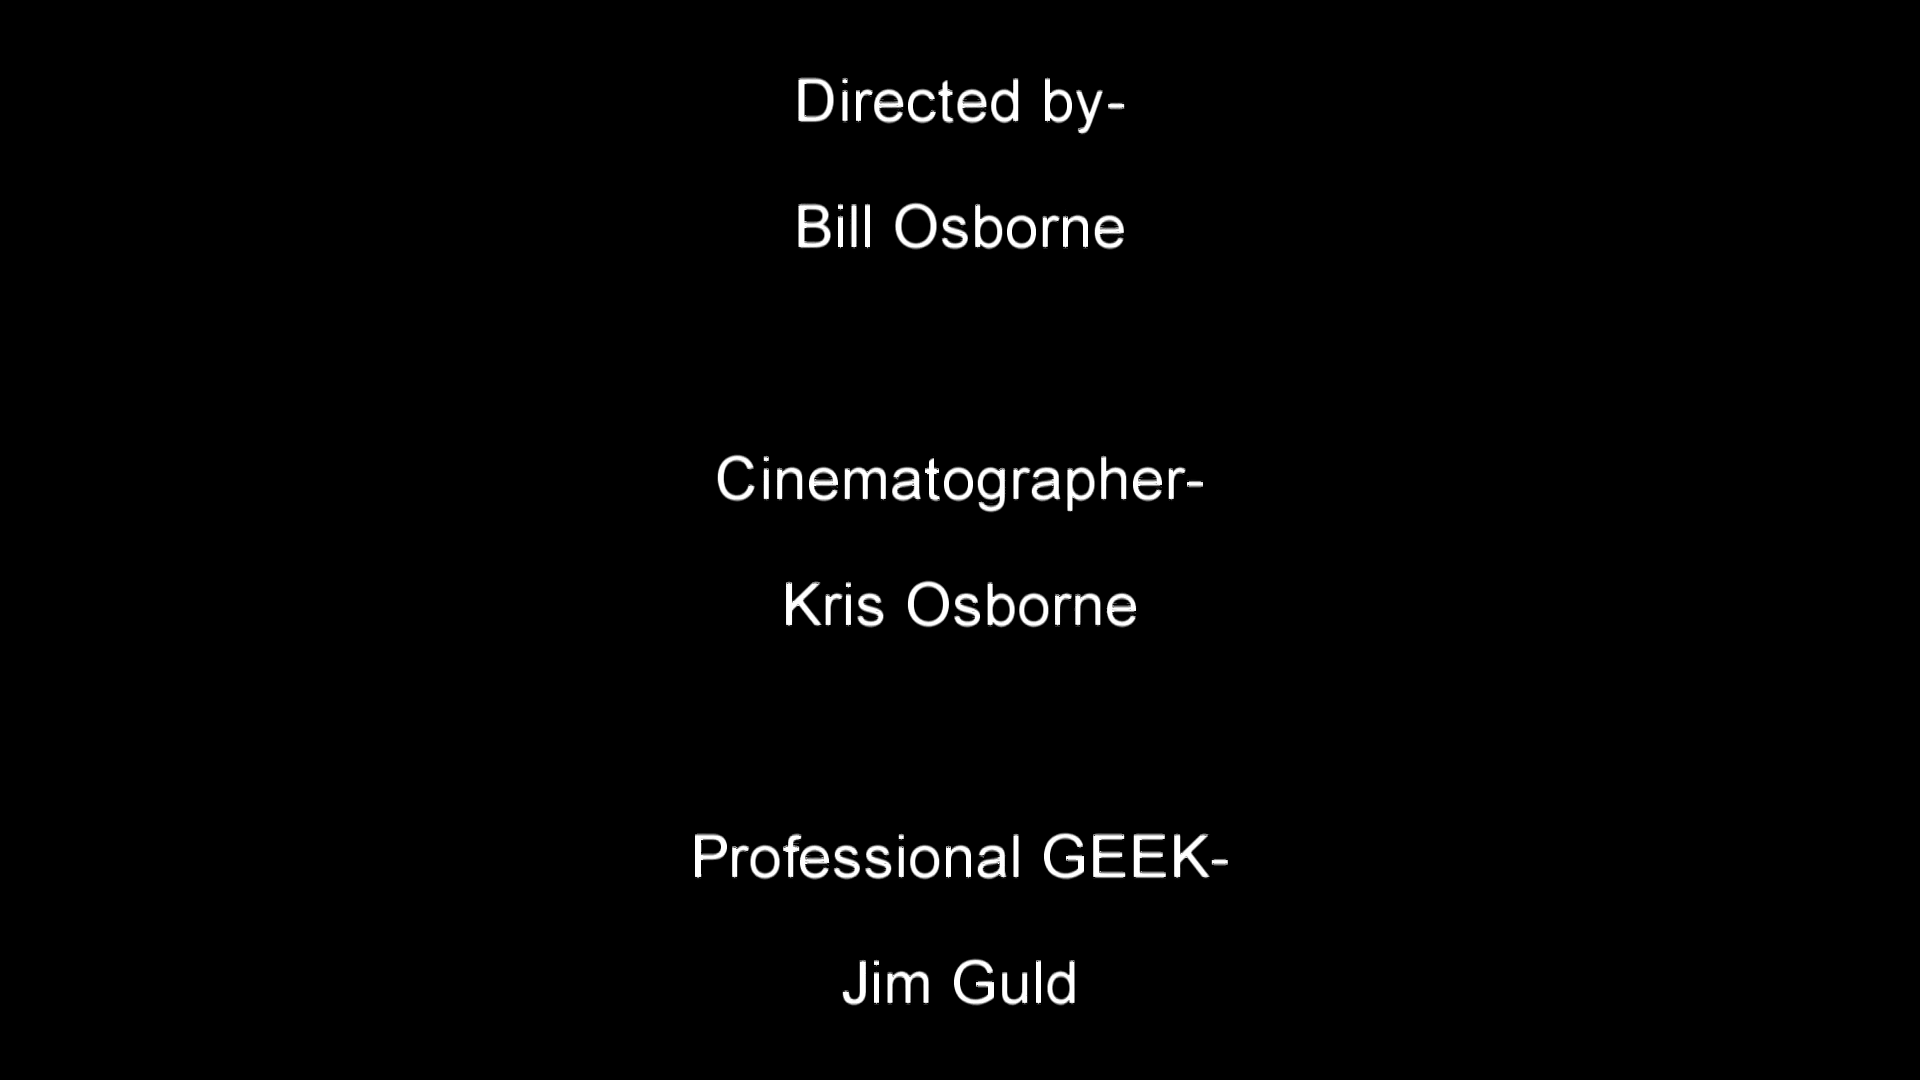 Directed by-
Bill Osborne
Cinematographer-
Kris Osborne
Professional GEEK-
Jim Guld